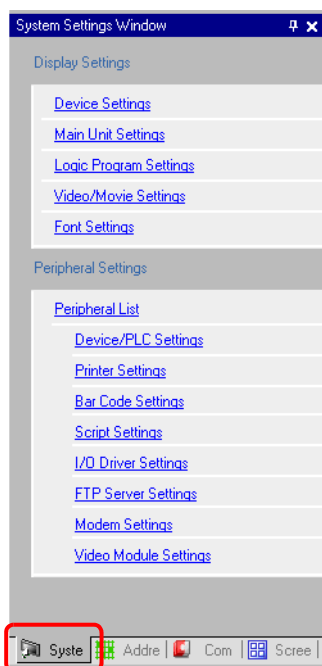 System Settings Window
Display Settings
Device Settings
Main Unit Settings
Logic Program Settings
Video/Movie Settings
Font Settings
Peripheral Settings
Peripheral List
Device/PLC Settings
Printer Settings
Bar Code Settings
Script Settings
I/O Driver Settings
FTP Server Settings
Modem Settings
Video Module Settings
Syste Addre Com Scree